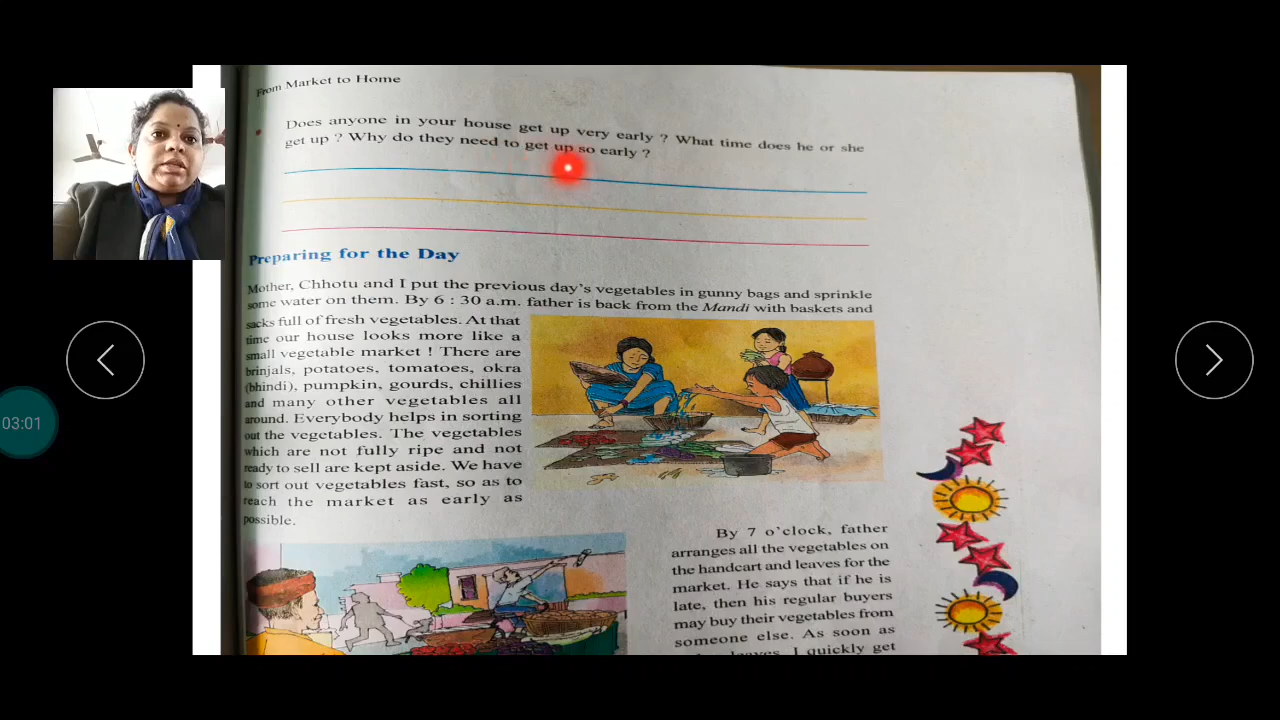 From Market to Home
Does anyone in your house get up very early ? What time does he or she
get up ? Why do they need to get up so early ?
Preparing for the Day
Mother, Chhotu and I put the previous day's vegetables in gunny bags and sprinkle
some water on them. By 6 : 30 a.m. father is back from the Mandi with baskets and
sacks full of fresh vegetables. At that
time our house looks more like a
small vegetable market ! There are
brinjals, potatoes, tomatoes, okra
(bhindi), pumpkin, gourds, chillies
and many other vegetables all
around. Everybody helps in sorting
out the vegetables. The vegetables
which are not fully ripe and not
ready to sell are kept aside. We have
to sort out vegetables fast, so as to
reach the market as early as
possible.
By 7 o'clock, father
arranges all the vegetables on
the handcart and leaves for the
market. He says that if he is
late, then his regular buyers
may buy their vegetables from
someone else. As soon as
leaves, I quickly get
03:01